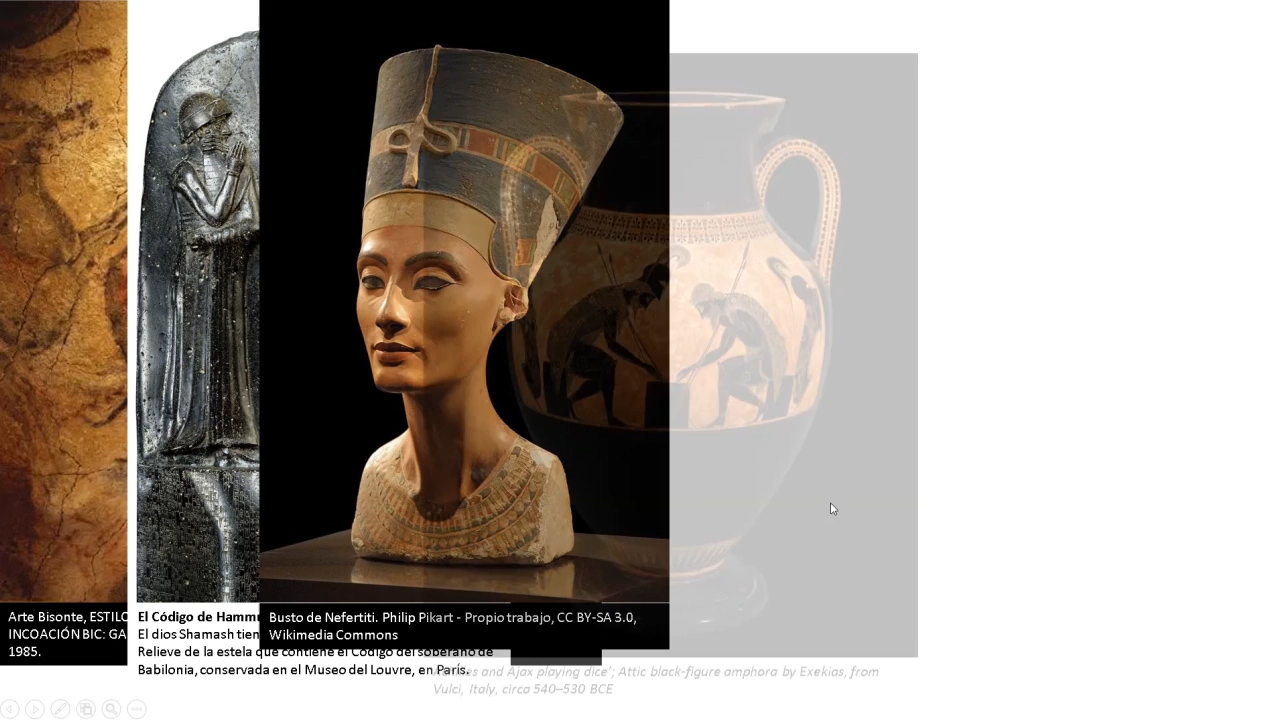 Arte Bisonte, ESTILO
INCOACIÓN BIC: GA
1985.
El Código de Hammu
El dios Shamash tien
Relieve de la estela que contiene el Código del soberano de
Babilonia, conservada en el Museo del Louvre, en París.
Busto de Nefertiti. Philip Pikart - Propio trabajo, CC BY-SA 3.0,
Wikimedia Commons
and Ajax playing dice’; Attic black-figure amphora by Exekias, from
Vulci, Italy, circa 540–530 BCE